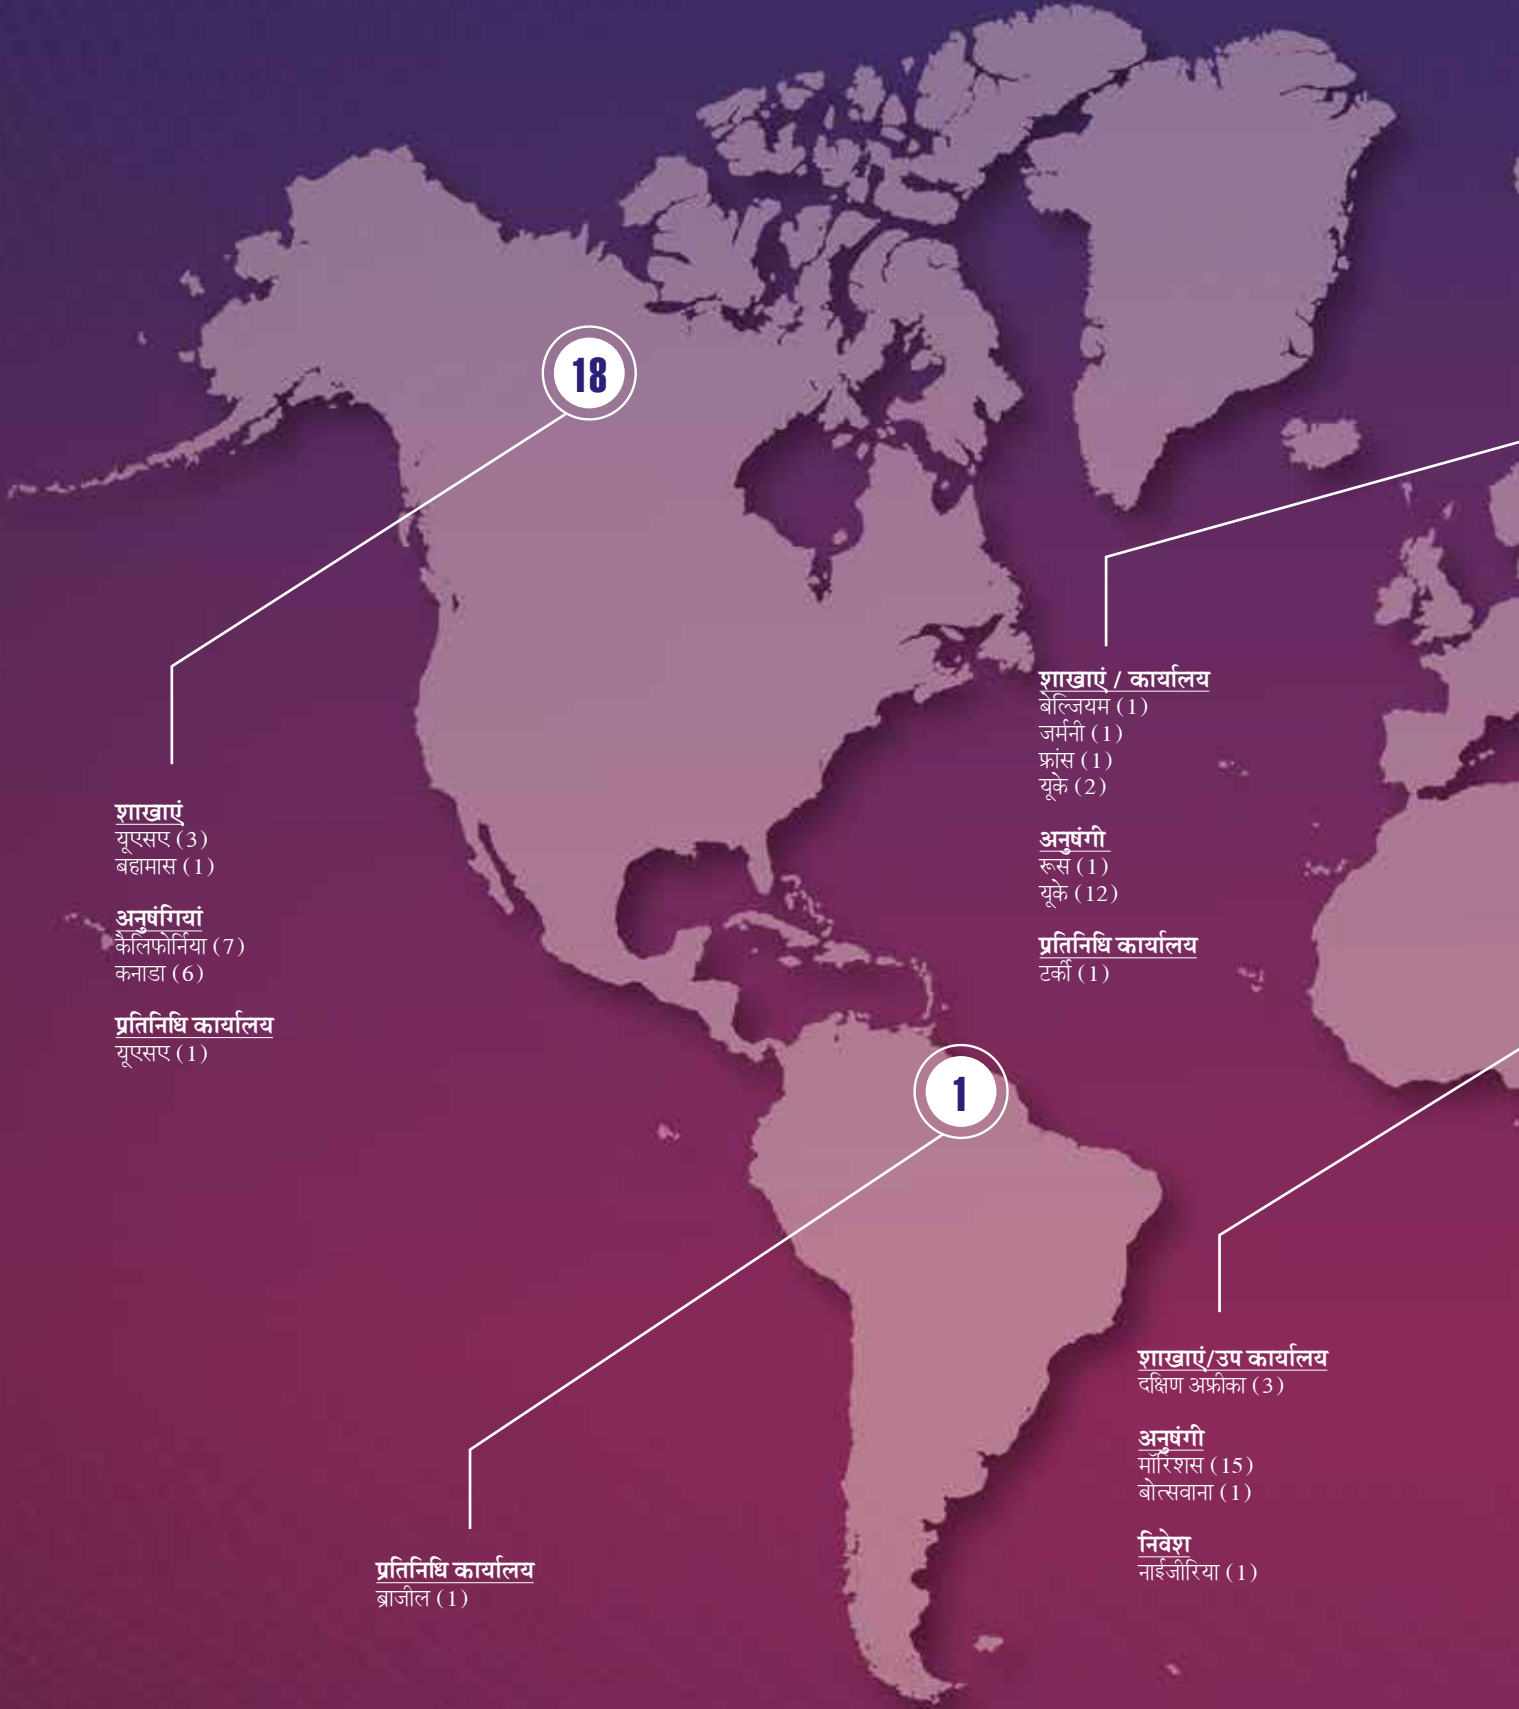 18
शाखाएं
यूएसए (3)
बहामास (1)
अनुषंगियां
कैलिफोर्निया (7)
कनाडा (6)
प्रतिनिधि कार्यालय
यूएसए (1)
शाखाएं / कार्यालय
बेल्जियम (1)
जर्मनी (1)
फ्रांस (1)
यूके (2)
अनुषंगी
रूस (1)
यूके (12)
प्रतिनिधि कार्यालय
टर्की (1)
1
प्रतिनिधि कार्यालय
ब्राजील (1)
शाखाएं/उप कार्यालय
दक्षिण अफ्रीका (3)
अनुषंगी
मॉरिशस (15)
बोत्सवाना (1)
निवेश
नाईजीरिया (1)